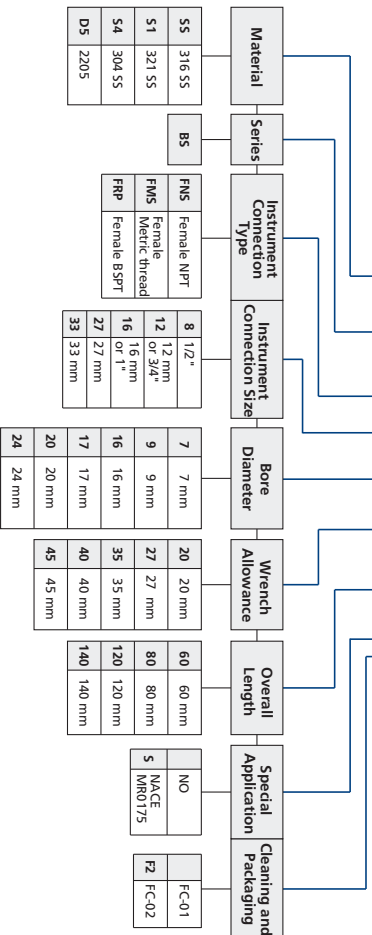 Material
SS 316 SS
S1 321 SS
S4 304 SS
D5 2205
Series
BS
Instrument
Connection
Type
FNS Female NPT
FMS Female
Metric thread
FRP Female BSPT
Instrument
Connection Size
8 1/2"
12 12 mm
or 3/4"
16 16 mm
or 1"
27 27 mm
33 33 mm
Bore
Diameter
7 7 mm
9 9 mm
16 16 mm
17 17 mm
20 20 mm
24 24 mm
Wrench
Allowance
20 20 mm
27 27 mm
35 35 mm
40 40 mm
45 45 mm
Overall
Length
60 60 mm
80 80 mm
120 120 mm
140 140 mm
Special
Application
NO
S NACE
MR0175
Cleaning and
Packaging
FC-01
F2 FC-02